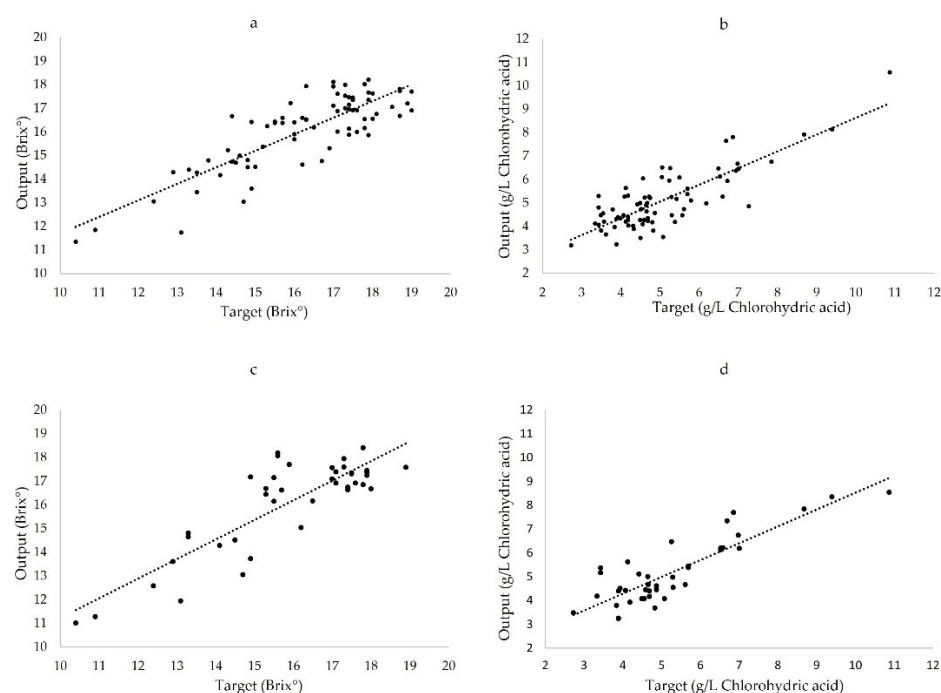 a
Output (Brix°)
20
19
18
17
16
15
14
13
12
11
10
10 11 12 13 14 15 16 17 18 19 20
Target (Brix°)
b
Output (g/L Chlorohydric acid)
12
11
10
9
8
7
6
5
4
3
2
2 3 4 5 6 7 8 9 10 11 12
Target (g/L Chlorohydric acid)
c
Output (Brix°)
20
19
18
17
16
15
14
13
12
11
10
10 11 12 13 14 15 16 17 18 19 20
Target (Brix°)
d
Output (g/L Chlorohydric acid)
12
11
10
9
8
7
6
5
4
3
2
2 3 4 5 6 7 8 9 10 11 12
Target (g/L Chlorohydric acid)